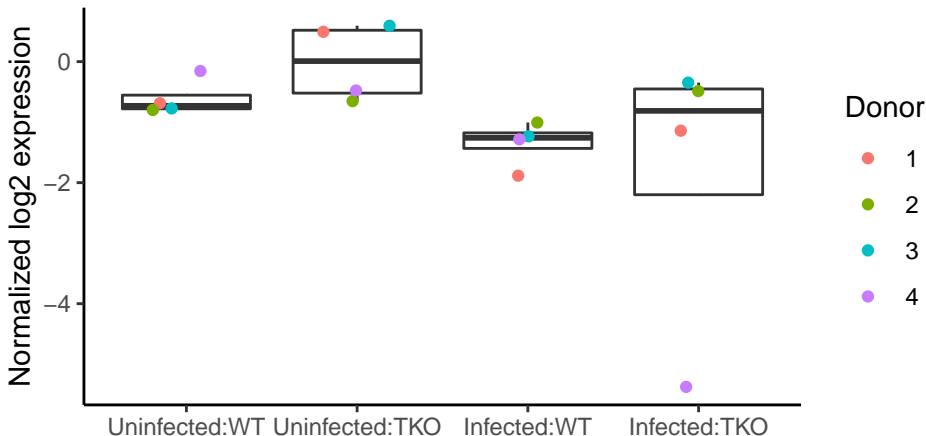 Normalized log2 expression
0
−2
−4
Uninfected:WT Uninfected:TKO Infected:WT Infected:TKO
Donor
1
2
3
4